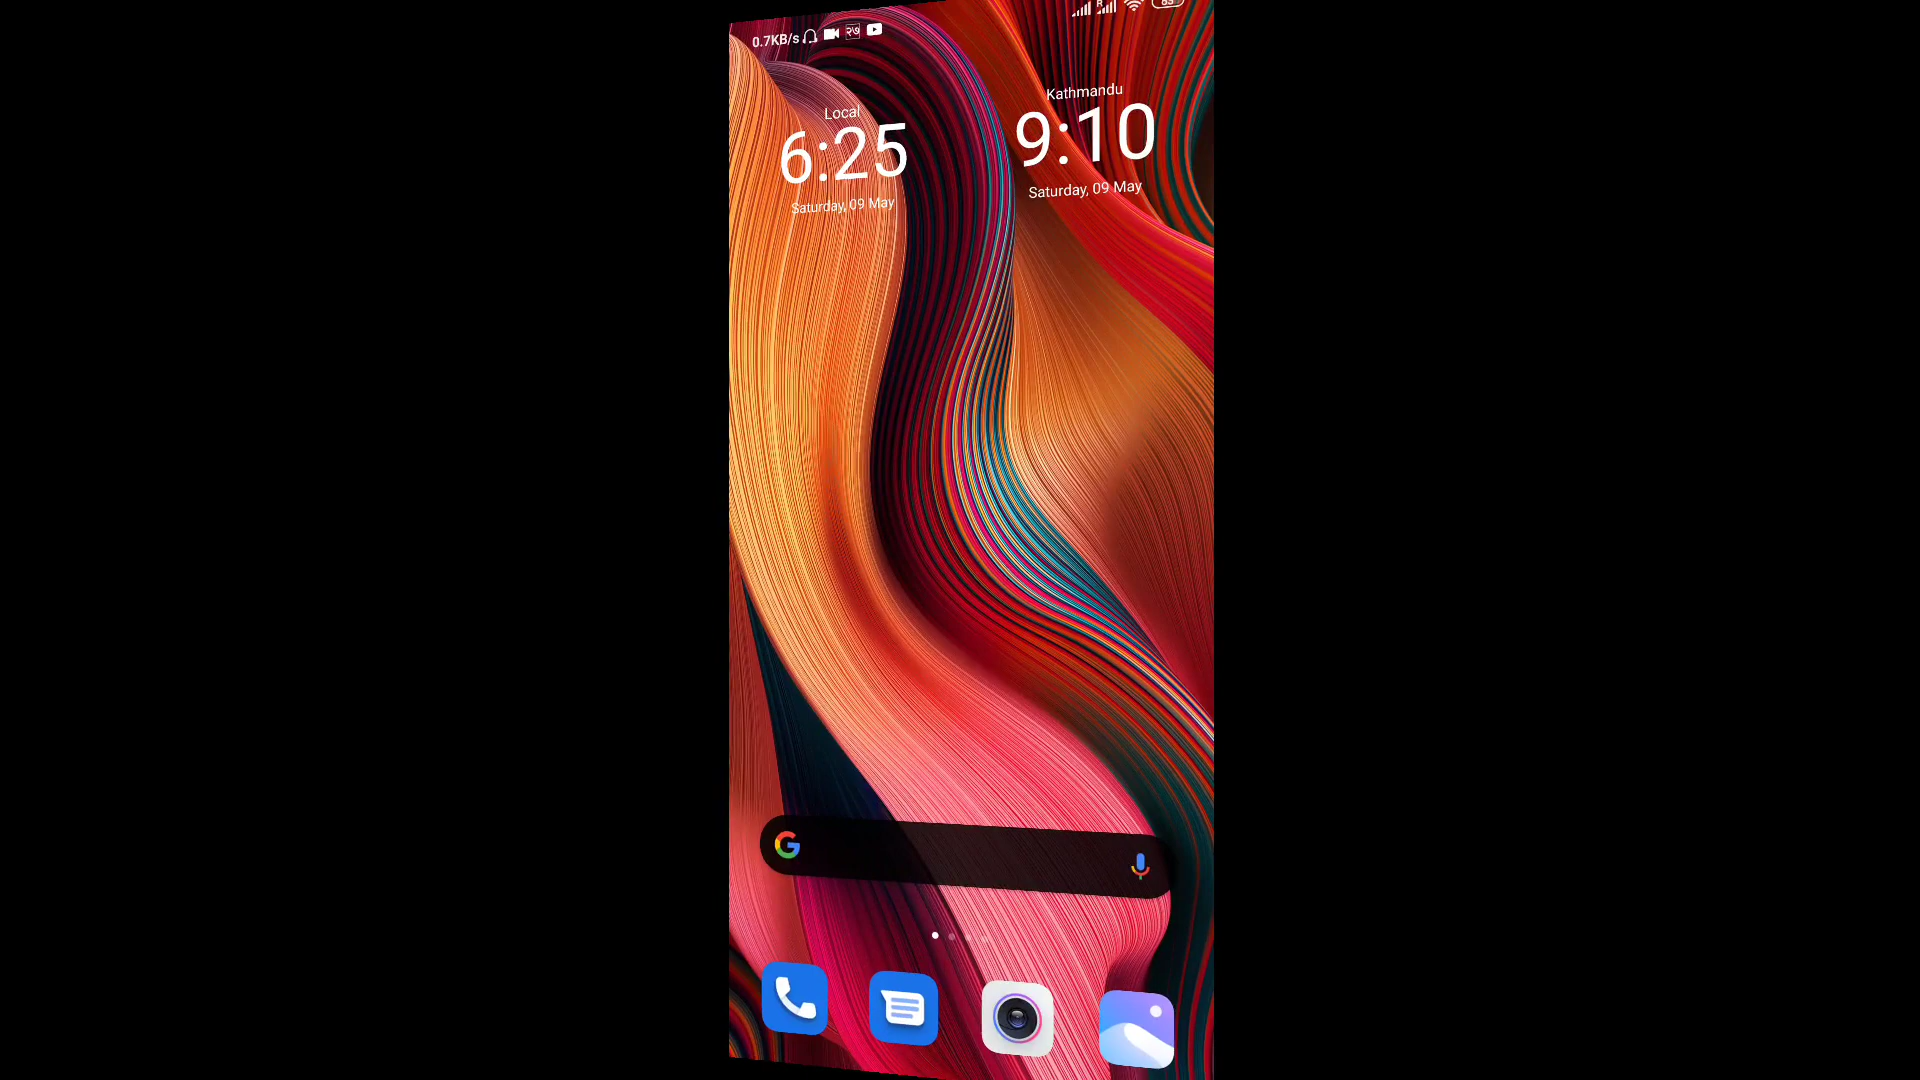 0.7KB/s
Local
6:25
Saturday, 09 May
Kathmandu
9:10
Saturday, 09 May